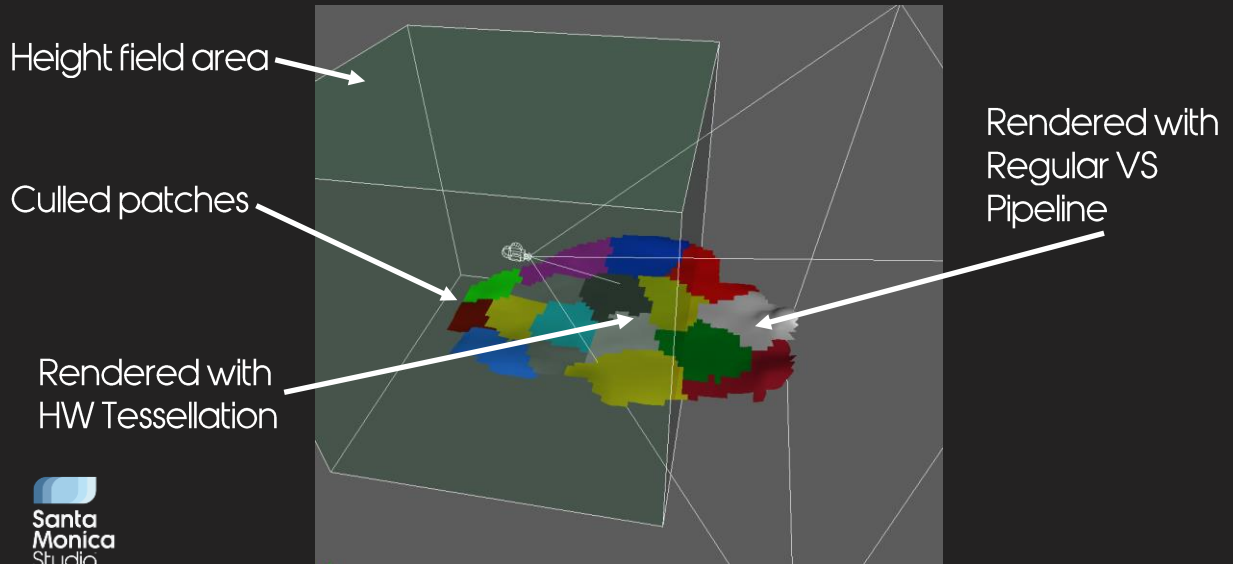 Height field area
Culled patches
Rendered with
HW Tessellation
Rendered with
Regular VS
Pipeline
Santa
Monica
Studio